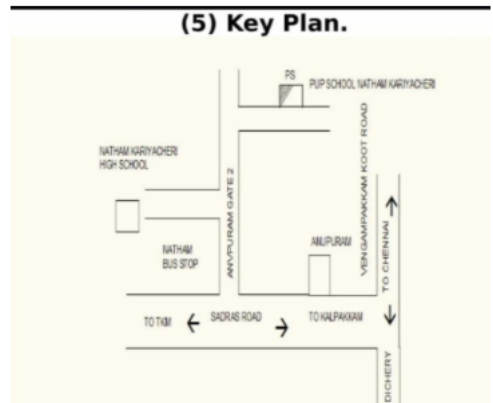 (5) Key Plan.
PS
PUP SCHOOL NATHAM KARIYACHERI
NATHAM KARIYACHERI
HIGH SCHOOL
ANVPURAM GATE 2
VENGAMPAKKAM KOOT ROAD
NATHAM
BUS STOP
ANUPURAM
TO CHENNAI
TO TKM
SADRAS ROAD
TO KALPAKKAM
DICHERY